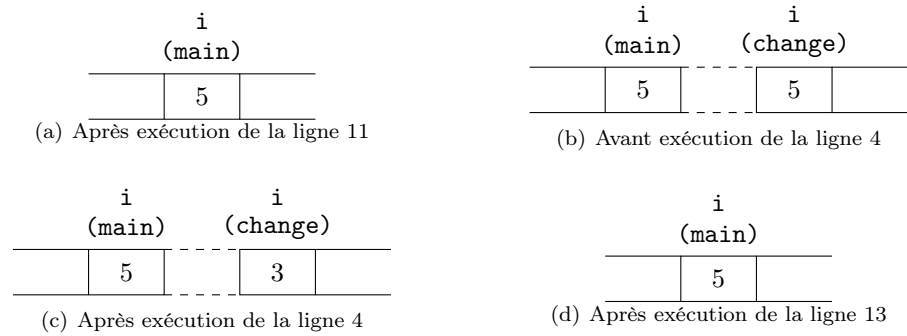 i
(main)
5
(a) Après exécution de la ligne 11
i i
(main) (change)
5 5
(b) Avant exécution de la ligne 4
i i
(main) (change)
5 3
(c) Après exécution de la ligne 4
i
(main)
5
(d) Après exécution de la ligne 13